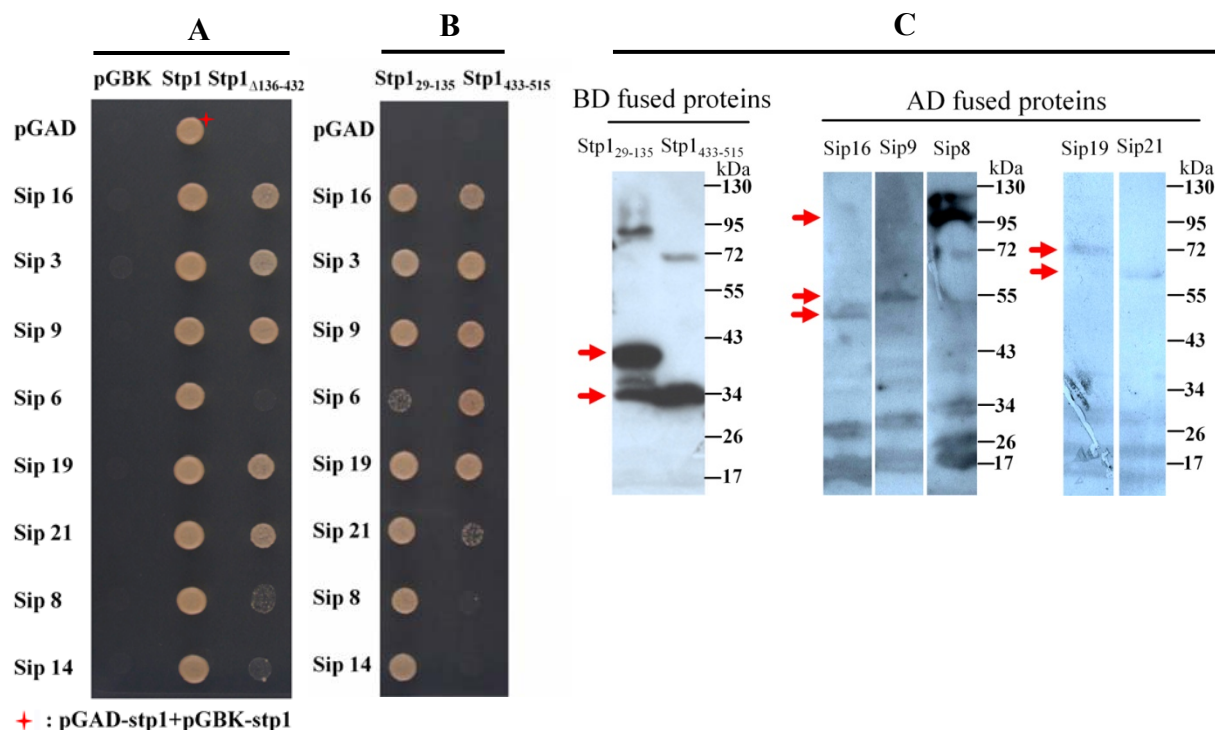 A
pGBK Stp1 Stp1Δ136-432
pGAD
Sip 16
Sip 3
Sip 9
Sip 6
Sip 19
Sip 21
Sip 8
Sip 14
: pGAD-stp1+pGBK-stp1
B
Stp129-135 Stp1433-515
pGAD
Sip 16
Sip 3
Sip 9
Sip 6
Sip 19
Sip 21
Sip 8
Sip 14
C
BD fused proteins
Stp129-135 Stp1433-515
kDa
130
95
72
55
43
34
26
17
AD fused proteins
Sip16 Sip9 Sip8
kDa
130
95
72
55
43
34
26
17
Sip19 Sip21
kDa
130
95
72
55
43
34
26
17